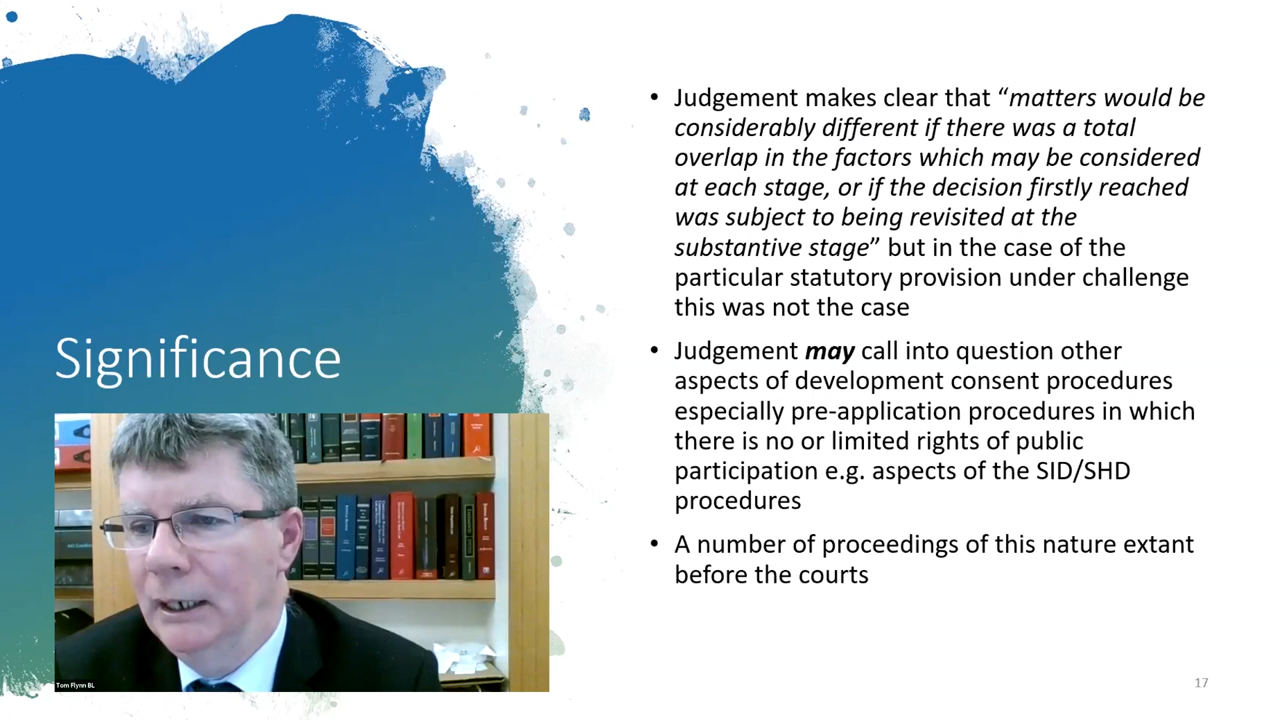 Significance
• Judgement makes clear that “matters would be
considerably different if there was a total
overlap in the factors which may be considered
at each stage, or if the decision firstly reached
was subject to being revisited at the
substantive stage” but in the case of the
particular statutory provision under challenge
this was not the case
• Judgement may call into question other
aspects of development consent procedures
especially pre-application procedures in which
there is no or limited rights of public
participation e.g. aspects of the SID/SHD
procedures
• A number of proceedings of this nature extant
before the courts
Tom Flynn BL
17